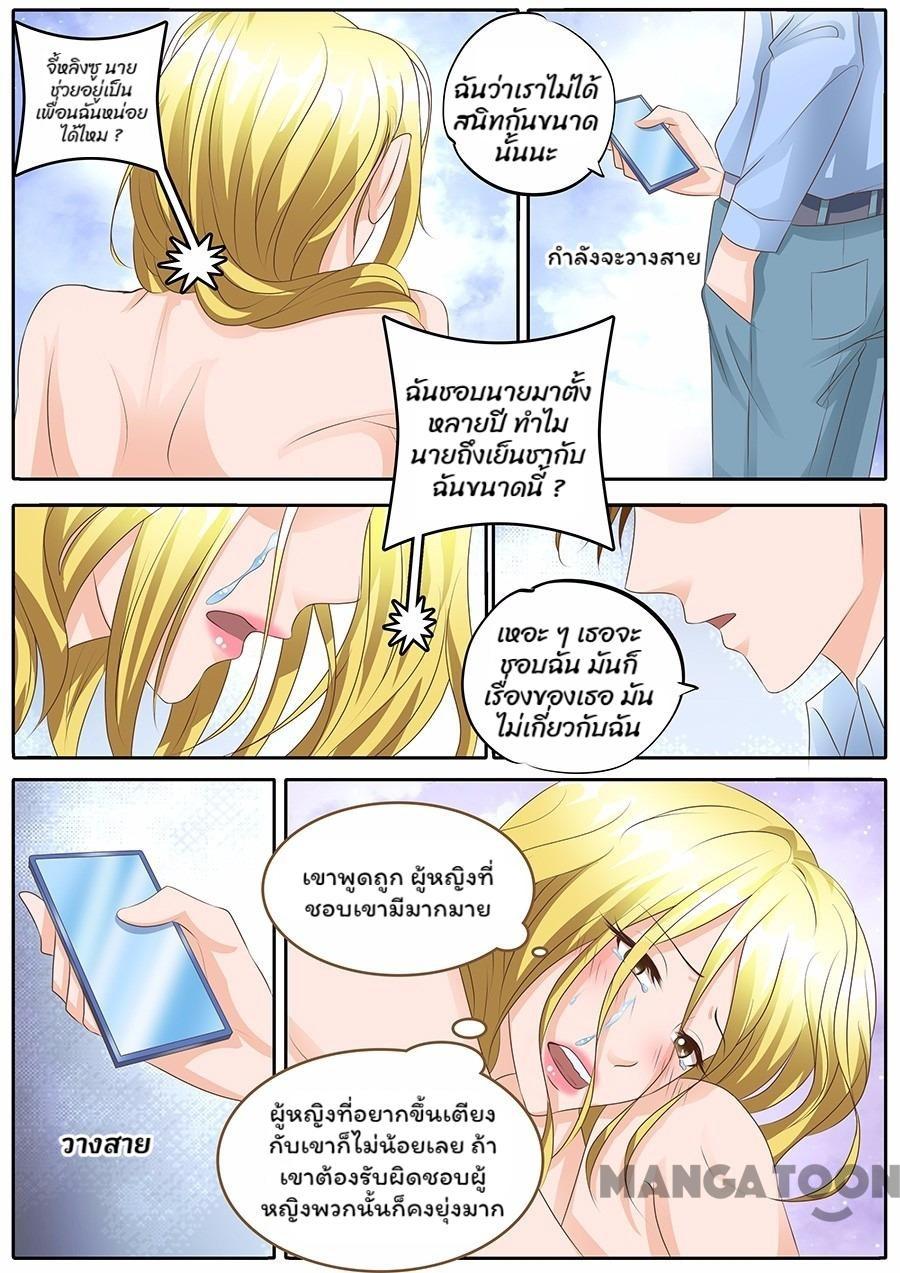 จี้หลิงซู นาย
ช่วยอยู่เป็น
เพื่อนฉันหน่อย
ได้ไหม ?
ฉันว่าเราไม่ได้
สนิทกันขนาด
นั้นนะ
กำลังจะวางสาย
ฉันชอบนายมาตั้ง
หลายปี ทำไม
นายถึงเย็นชากับ
ฉันขนาดนี้ ?
เหอะ ๆ เธอจะ
ชอบฉัน มันก็
เรื่องของเธอ มัน
ไม่เกี่ยวกับฉัน
เขาพูดถูก ผู้หญิงที่
ชอบเขามีมากมาย
วางสาย
ผู้หญิงที่อยากขึ้นเตียง
กับเขาก็ไม่น้อยเลย ถ้า
เขาต้องรับผิดชอบผู้
หญิงพวกนั้นก็คงยุ่งมาก
MANGATOON